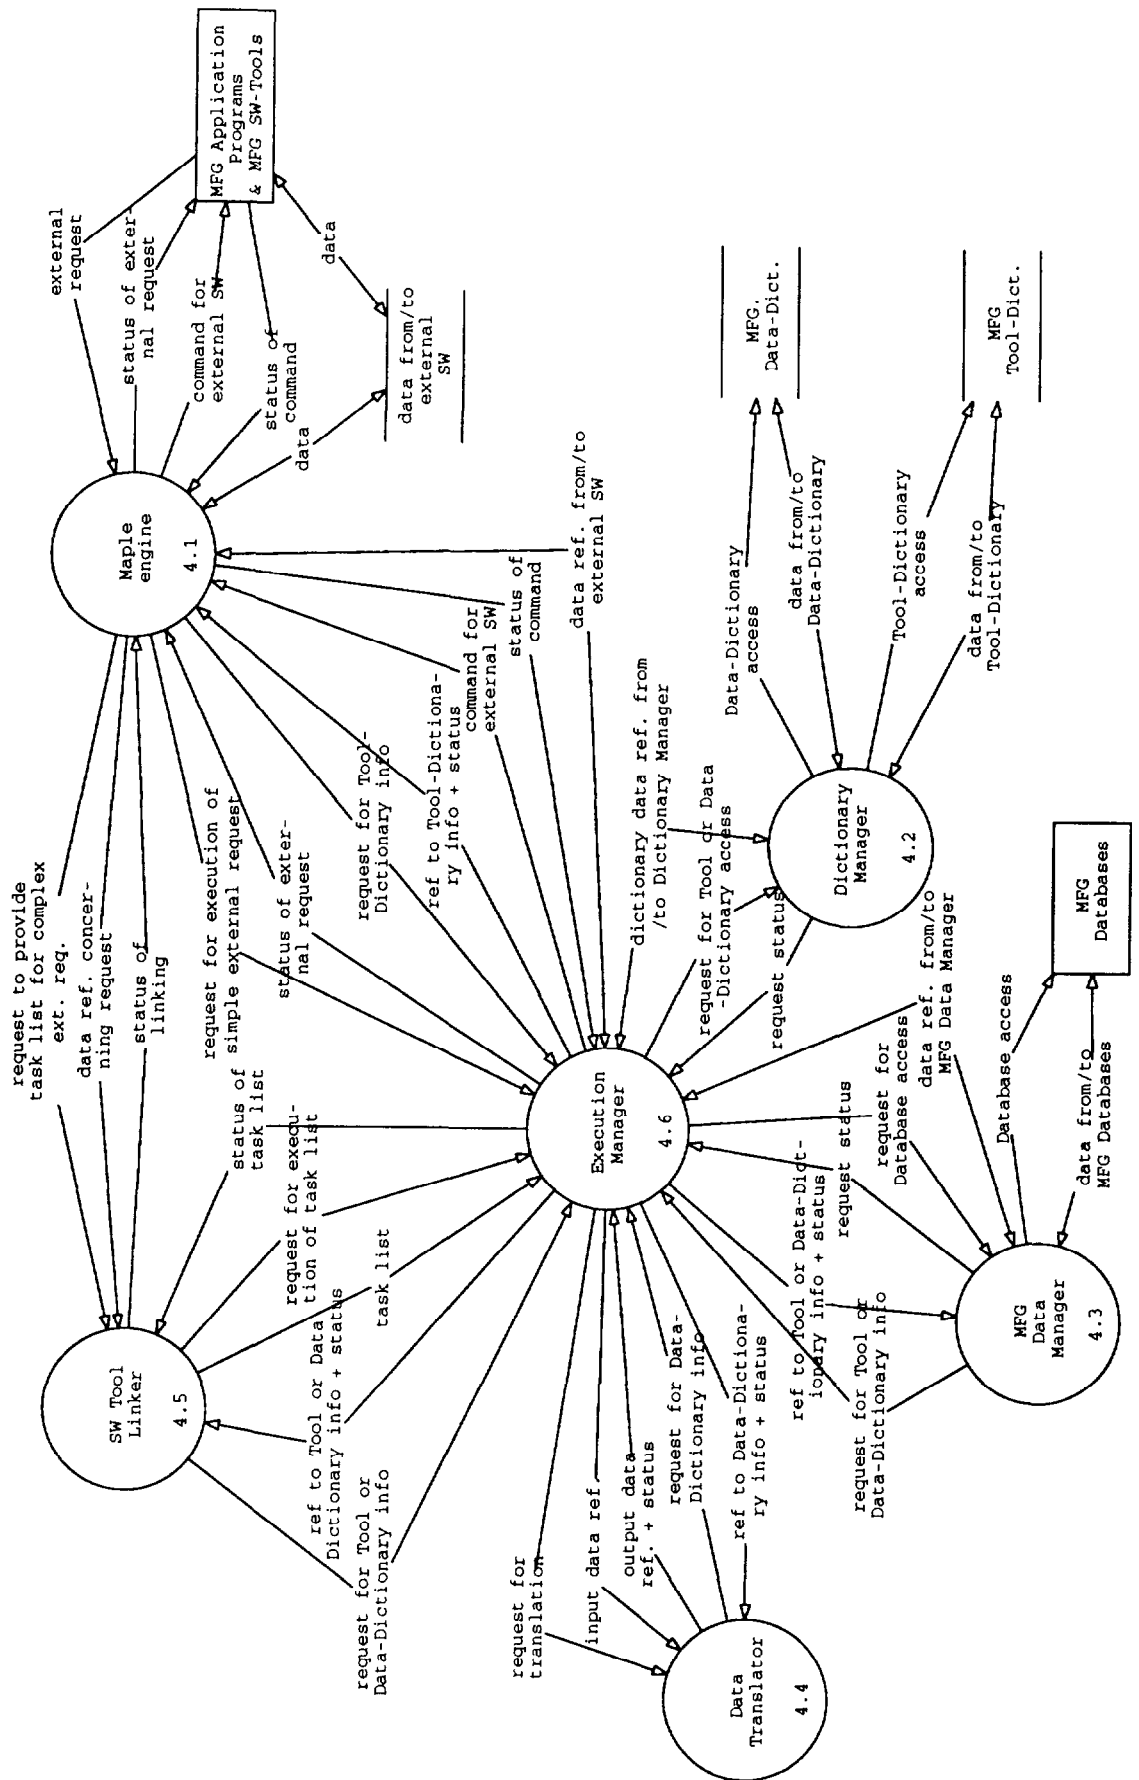 request to provide
task list for complex
ext. req.
data ref. concer-
ning request
status of
linking
request for execution of
simple external request
status of exter-
nal request
request for Tool-
Dictionary info
ref to Tool-Dictiona-
ry info + status
command for
external SW
status of
command
data ref. from/to
external SW
external
request
status of exter-
nal request
command for
external SW
status of
command
data
data
data from/to
external
SW
MFG Application
Programs
& MFG SW-Tools
Maple
engine
4.1
SW Tool
Linker
4.5
status of
task list
request for execu-
tion of task list
task list
ref to Tool or Data
Dictionary info + status
request for Tool or
Data-Dictionary info
Execution
Manager
4.6
dictionary data ref. from
/to Dictionary Manager
request for Tool or Data
-Dictionary access
request status
Dictionary
Manager
4.2
Data-Dictionary
access
data from/to
Data-Dictionary
Tool-Dictionary
access
data from/to
Tool-Dictionary
MFG.
Data-Dict.
MFG
Tool-Dict.
request for
translation
input data ref.
output data
ref. + status
request for Data-
Dictionary info
ref to Data-Dictiona-
ry info + status
Data
Translator
4.4
data ref. from/to
MFG Data Manager
request for
Database access
request status
ref to Tool or Data-Dict-
ionary info + status
request for Tool or
Data-Dictionary info
MFG
Data
Manager
4.3
Database access
data from/to
MFG Databases
MFG
Databases